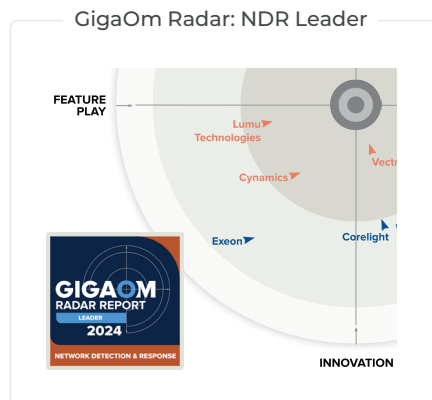 GigaOm Radar: NDR Leader
FEATURE
PLAY
Lumu
Technologies
Vectr
Cynamics
Corelight
Exeon
GIGAOM
RADAR REPORT
LEADER
2024
NETWORK DETECTION & RESPONSE
INNOVATION